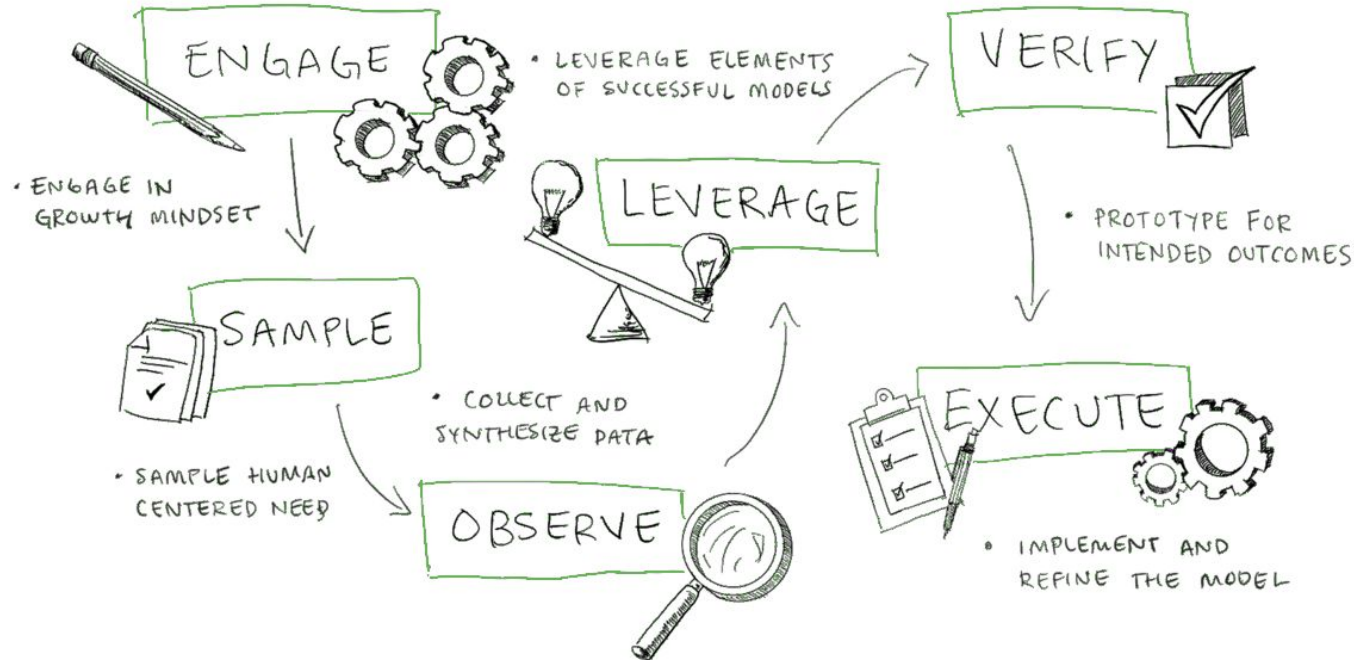 ENGAGE
• ENGAGE IN
GROWTH MINDSET
SAMPLE
• SAMPLE HUMAN
CENTERED NEED
OBSERVE
• COLLECT AND
SYNTHESIZE DATA
LEVERAGE
• LEVERAGE ELEMENTS
OF SUCCESSFUL MODELS
VERIFY
• PROTOTYPE FOR
INTENDED OUTCOMES
EXECUTE
• IMPLEMENT AND
REFINE THE MODEL